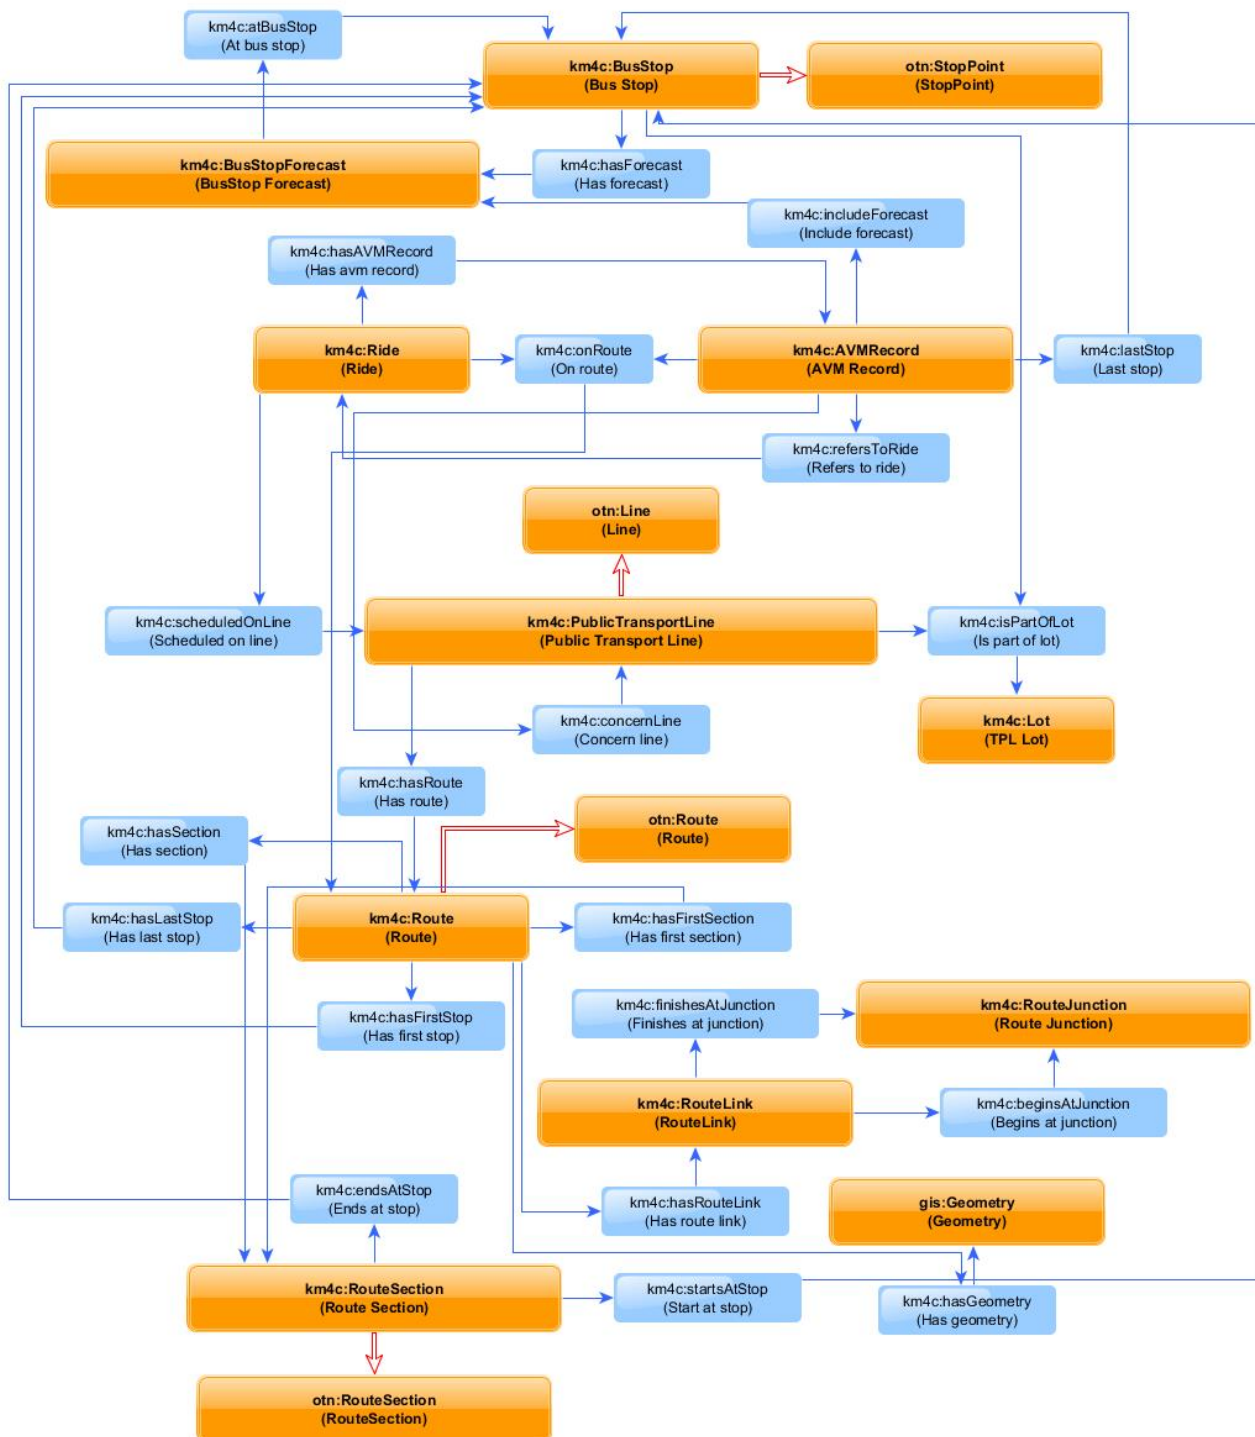 km4c:atBusStop
(At bus stop)
km4c:BusStop
(Bus Stop)
otn:StopPoint
(StopPoint)
km4c:BusStopForecast
(BusStop Forecast)
km4c:hasForecast
(Has forecast)
km4c:includeForecast
(Include forecast)
km4c:hasAVMRecord
(Has avm record)
km4c:Ride
(Ride)
km4c:onRoute
(On route)
km4c:AVMRecord
(AVM Record)
km4c:lastStop
(Last stop)
km4c:refersToRide
(Refers to ride)
otn:Line
(Line)
km4c:scheduledOnLine
(Scheduled on line)
km4c:PublicTransportLine
(Public Transport Line)
km4c:isPartOfLot
(Is part of lot)
km4c:concernLine
(Concern line)
km4c:Lot
(TPL Lot)
km4c:hasRoute
(Has route)
otn:Route
(Route)
km4c:hasSection
(Has section)
km4c:hasLastStop
(Has last stop)
km4c:Route
(Route)
km4c:hasFirstSection
(Has first section)
km4c:hasFirstStop
(Has first stop)
km4c:finishesAtJunction
(Finishes at junction)
km4c:RouteJunction
(Route Junction)
km4c:RouteLink
(RouteLink)
km4c:beginsAtJunction
(Begins at junction)
km4c:endsAtStop
(Ends at stop)
km4c:hasRouteLink
(Has route link)
gis:Geometry
(Geometry)
km4c:RouteSection
(Route Section)
km4c:startsAtStop
(Start at stop)
km4c:hasGeometry
(Has geometry)
otn:RouteSection
(RouteSection)